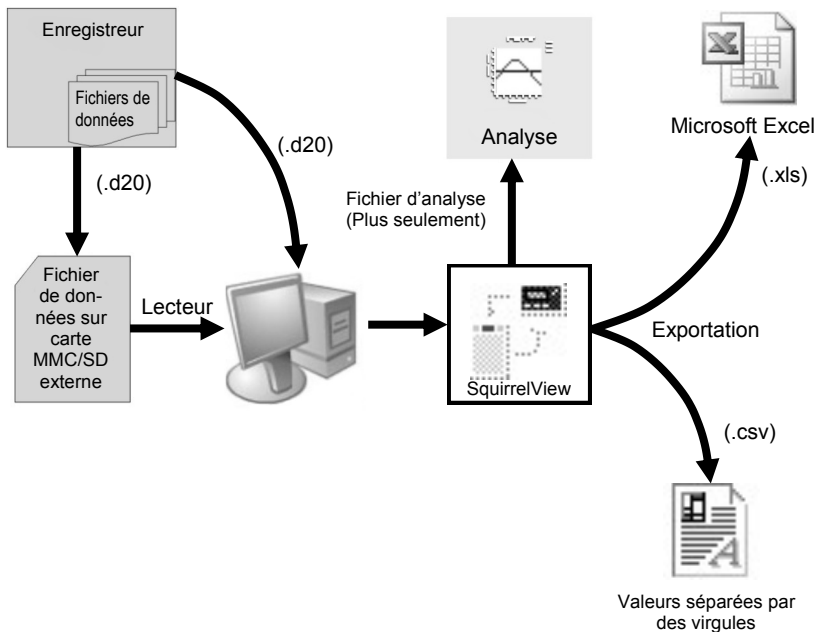 Enregistreur
Fichiers de
données
(.d20)
(.d20)
Fichier
de don-
nées sur
carte
MMC/SD
externe
Lecteur
Analyse
Fichier d’analyse
(Plus seulement)
SquirrelView
Microsoft Excel
(.xls)
Exportation
(.csv)
Valeurs séparées par
des virgules